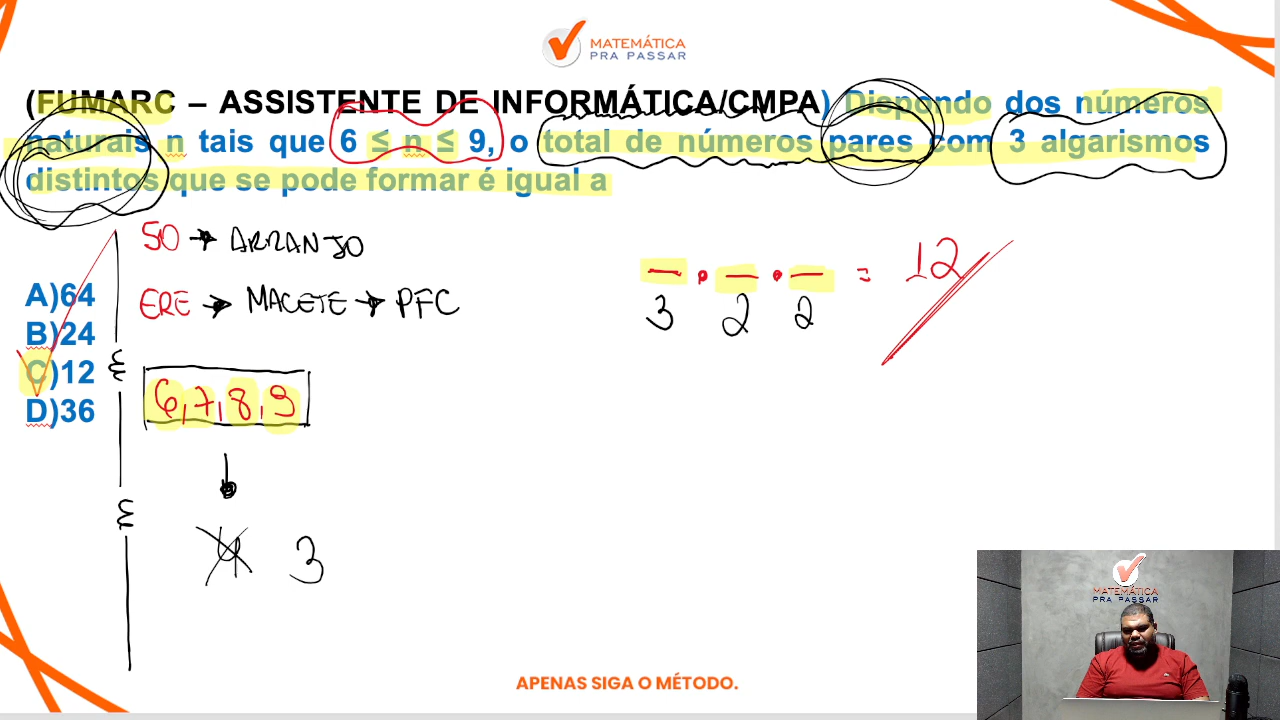 MATEMÁTICA
PRA PASSAR
(FUMARC – ASSISTENTE DE INFORMÁTICA/CMPA) Dispondo dos números
naturais n tais que 6 ≤ n ≤ 9, o total de números pares com 3 algarismos
distintos que se pode formar é igual a
SO → ARRANJO
ERE → MACETE → PFC
A)64
B)24
C)12
D)36
6,7,8,9
4 3
_ . _ . _ = 12
3 2 2
MATEMÁTICA
PRA PASSAR
APENAS SIGA O MÉTODO.